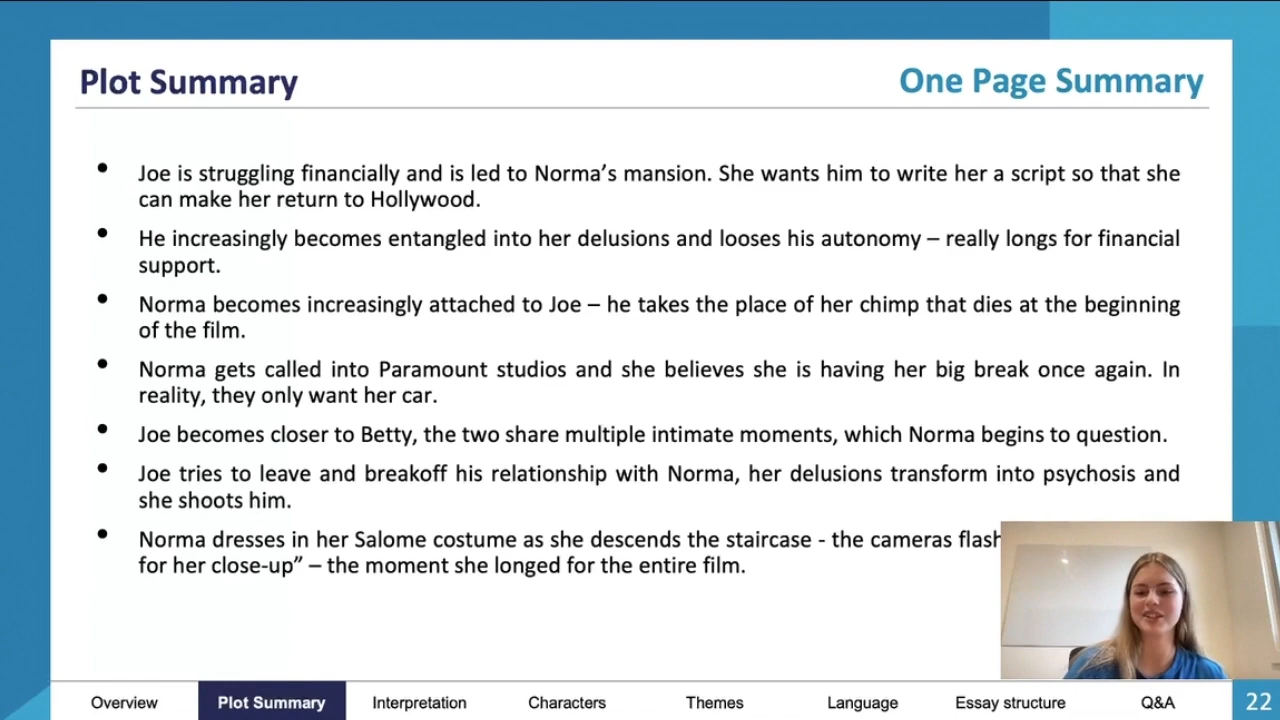 Plot Summary
One Page Summary
• Joe is struggling financially and is led to Norma’s mansion. She wants him to write her a script so that she
can make her return to Hollywood.
• He increasingly becomes entangled into her delusions and looses his autonomy – really longs for financial
support.
• Norma becomes increasingly attached to Joe – he takes the place of her chimp that dies at the beginning
of the film.
• Norma gets called into Paramount studios and she believes she is having her big break once again. In
reality, they only want her car.
• Joe becomes closer to Betty, the two share multiple intimate moments, which Norma begins to question.
• Joe tries to leave and breakoff his relationship with Norma, her delusions transform into psychosis and
she shoots him.
• Norma dresses in her Salome costume as she descends the staircase - the cameras flash
for her close-up” – the moment she longed for the entire film.
Overview
Plot Summary
Interpretation
Characters
Themes
Language
Essay structure
Q&A
22